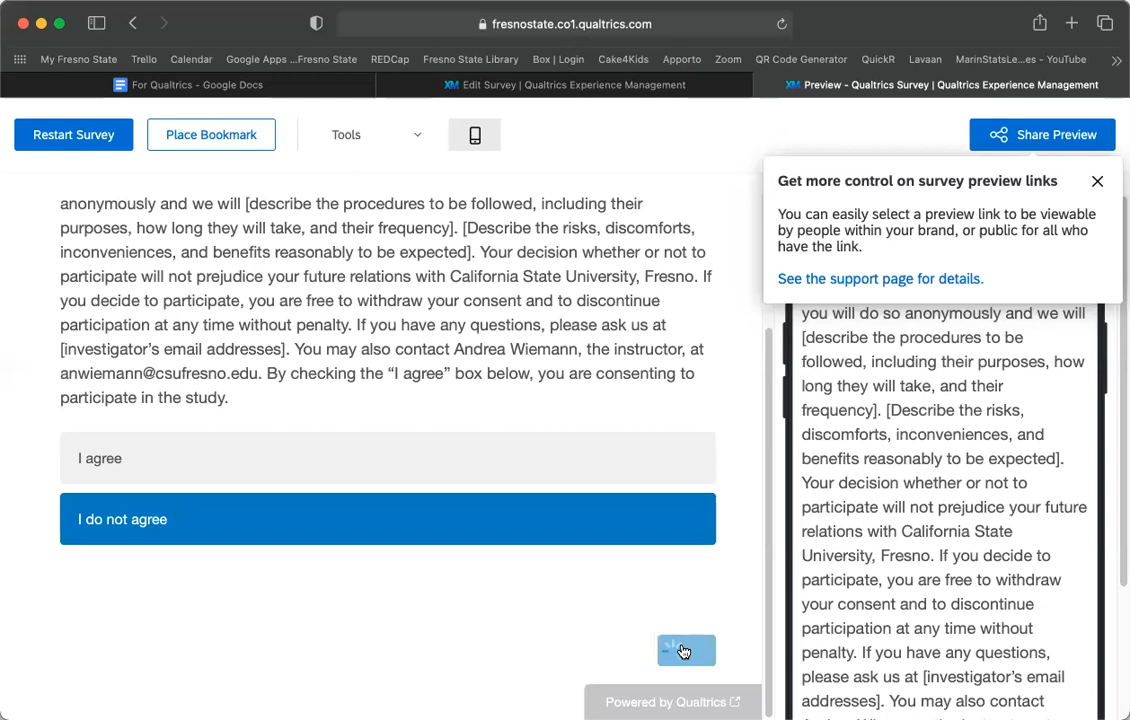 fresnostate.co1.qualtrics.com
My Fresno State Trello Calendar Google Apps ...Fresno State REDCap Fresno State Library Box | Login Cake4Kids Apporto Zoom QR Code Generator QuickR Lavaan MarinStatsLe...es - YouTube
For Qualtrics - Google Docs
XM Edit Survey | Qualtrics Experience Management
XM Preview - Qualtrics Survey | Qualtrics Experience Management
Restart Survey
Place Bookmark
Tools
Share Preview
Get more control on survey preview links
You can easily select a preview link to be viewable
by people within your brand, or public for all who
have the link.
See the support page for details.
anonymously and we will [describe the procedures to be followed, including their
purposes, how long they will take, and their frequency]. [Describe the risks, discomforts,
inconveniences, and benefits reasonably to be expected]. Your decision whether or not to
participate will not prejudice your future relations with California State University, Fresno. If
you decide to participate, you are free to withdraw your consent and to discontinue
participation at any time without penalty. If you have any questions, please ask us at
[investigator’s email addresses]. You may also contact Andrea Wiemann, the instructor, at
anwiemann@csufresno.edu. By checking the “I agree” box below, you are consenting to
participate in the study.
I agree
I do not agree
Powered by Qualtrics
you will do so anonymously and we will
[describe the procedures to be
followed, including their purposes, how
long they will take, and their
frequency]. [Describe the risks,
discomforts, inconveniences, and
benefits reasonably to be expected].
Your decision whether or not to
participate will not prejudice your future
relations with California State
University, Fresno. If you decide to
participate, you are free to withdraw
your consent and to discontinue
participation at any time without
penalty. If you have any questions,
please ask us at [investigator’s email
addresses]. You may also contact